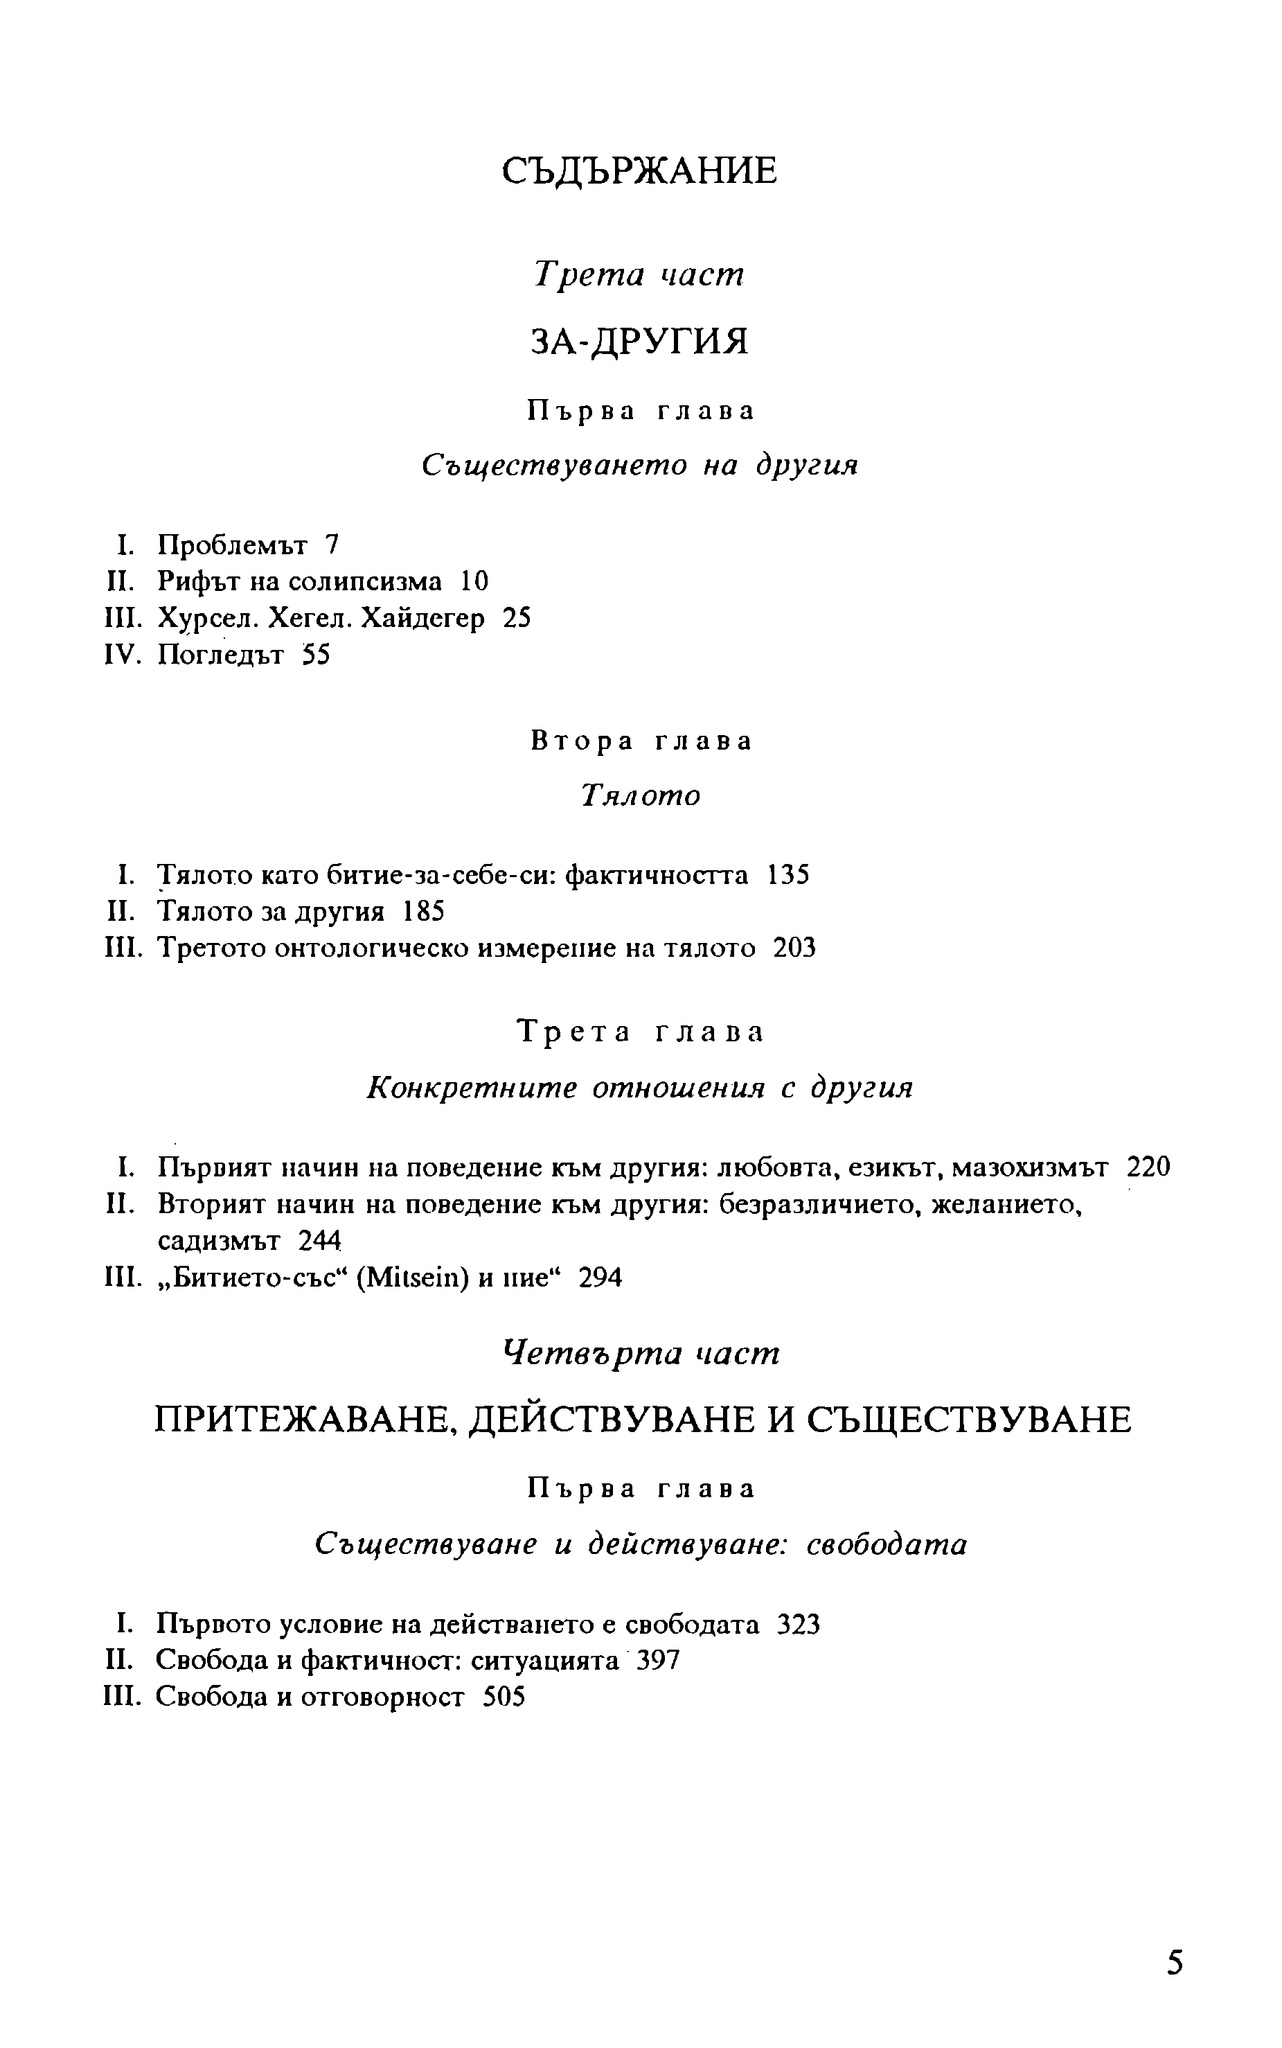 СЪДЪРЖАНИЕ
Трета част
ЗА-ДРУГИЯ
Първа глава
Съществуването на другия
I. Проблемът 7
II. Рифът на солипсизма 10
III. Хурсел. Хегел. Хайдегер 25
IV. Погледът 55
Втора глава
Тялото
I. Тялото като битие-за-себе-си: фактичността 135
II. Тялото за другия 185
III. Третото онтологическо измерение на тялото 203
Трета глава
Конкретните отношения с другия
I. Първият начин на поведение към другия: любовта, езикът, мазохизмът 220
II. Вторият начин на поведение към другия: безразличието, желанието,
садизмът 244
III. „Битието-със“ (Mitsein) и ние“ 294
Четвърта част
ПРИТЕЖАВАНЕ, ДЕЙСТВУВАНЕ И СЪЩЕСТВУВАНЕ
Първа глава
Съществуване и действуване: свободата
I. Първото условие на действането е свободата 323
II. Свобода и фактичност: ситуацията 397
III. Свобода и отговорност 505
5